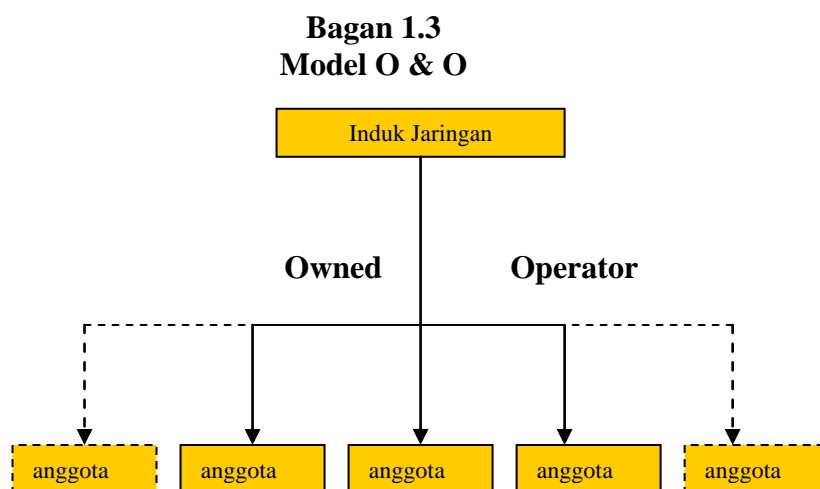 Bagan 1.3
Model O & O
Induk Jaringan
Owned Operator
anggota anggota anggota anggota anggota